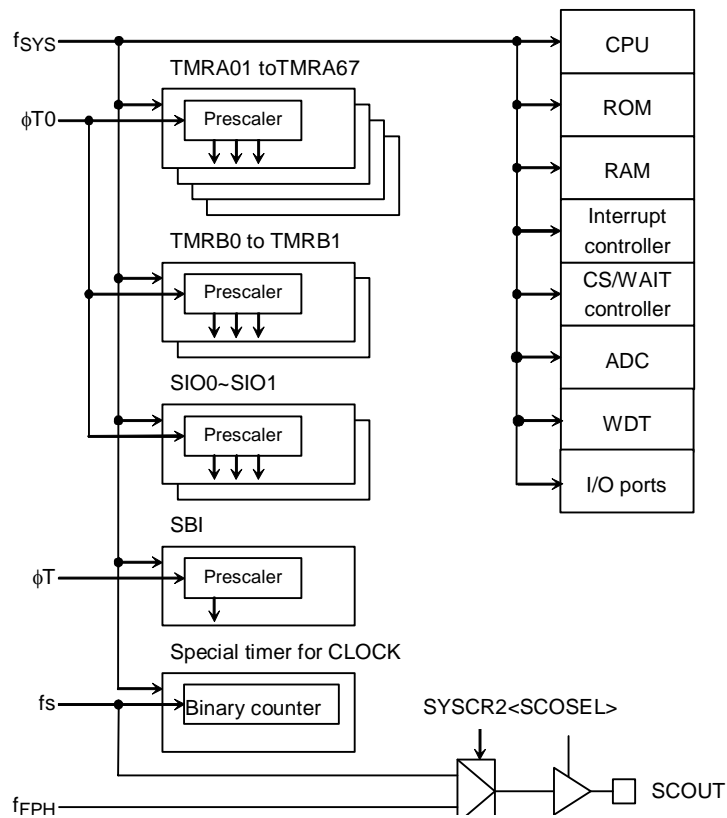 fSYS
CPU
TMRA01 toTMRA67
ϕT0
Prescaler
ROM
RAM
Interrupt
controller
TMRB0 to TMRB1
Prescaler
CS/WAIT
controller
ADC
SIO0~SIO1
Prescaler
WDT
I/O ports
SBI
ϕT
Prescaler
Special timer for CLOCK
fs
Binary counter
SYSCR2<SCOSEL>
SCOUT
fFPH